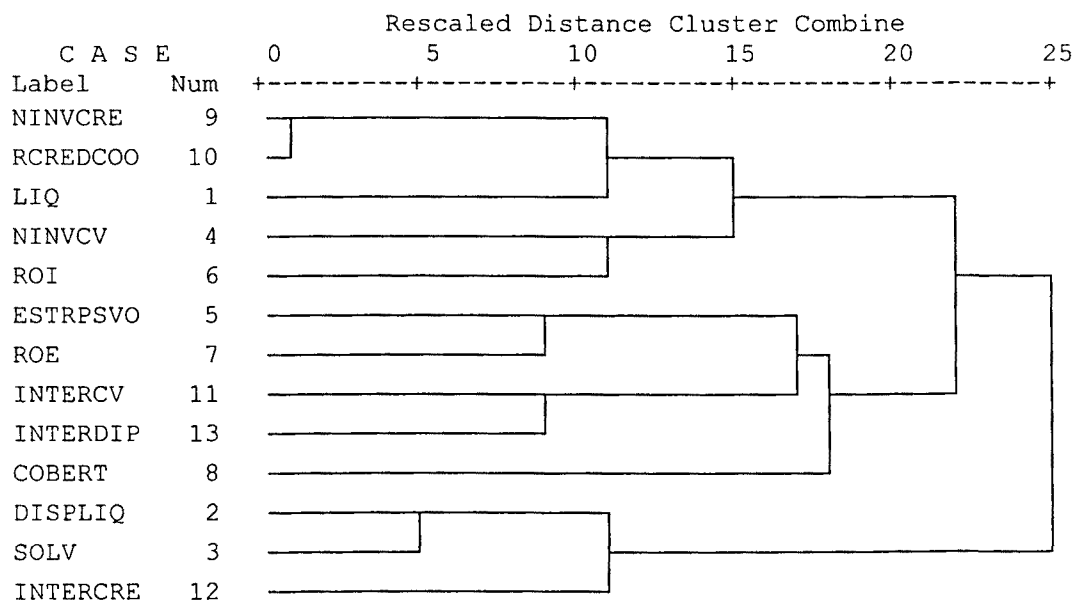 Rescaled Distance Cluster Combine
C A S E 0 5 10 15 20 25
Label Num +---------+---------+---------+---------+---------+
NINVCRE 9
RCREDCOO 10
LIQ 1
NINVCV 4
ROI 6
ESTRPSVO 5
ROE 7
INTERCV 11
INTERDIP 13
COBERT 8
DISPLIQ 2
SOLV 3
INTERCRE 12